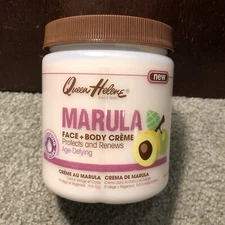 Queen Helene
new
MARULA
FACE + BODY CRÈME
Protects and Renews
Age-Defying
CRÈME AU MARULA
CREMA DE MARULA